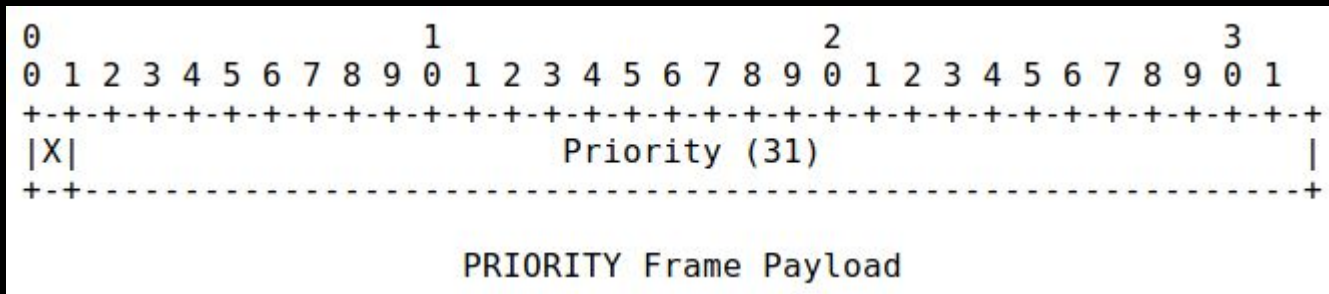 0                   1                   2                   3
0 1 2 3 4 5 6 7 8 9 0 1 2 3 4 5 6 7 8 9 0 1 2 3 4 5 6 7 8 9 0 1
+-+-+-+-+-+-+-+-+-+-+-+-+-+-+-+-+-+-+-+-+-+-+-+-+-+-+-+-+-+-+-+-+
|X|                        Priority (31)                        |
+-+-------------------------------------------------------------+
PRIORITY Frame Payload